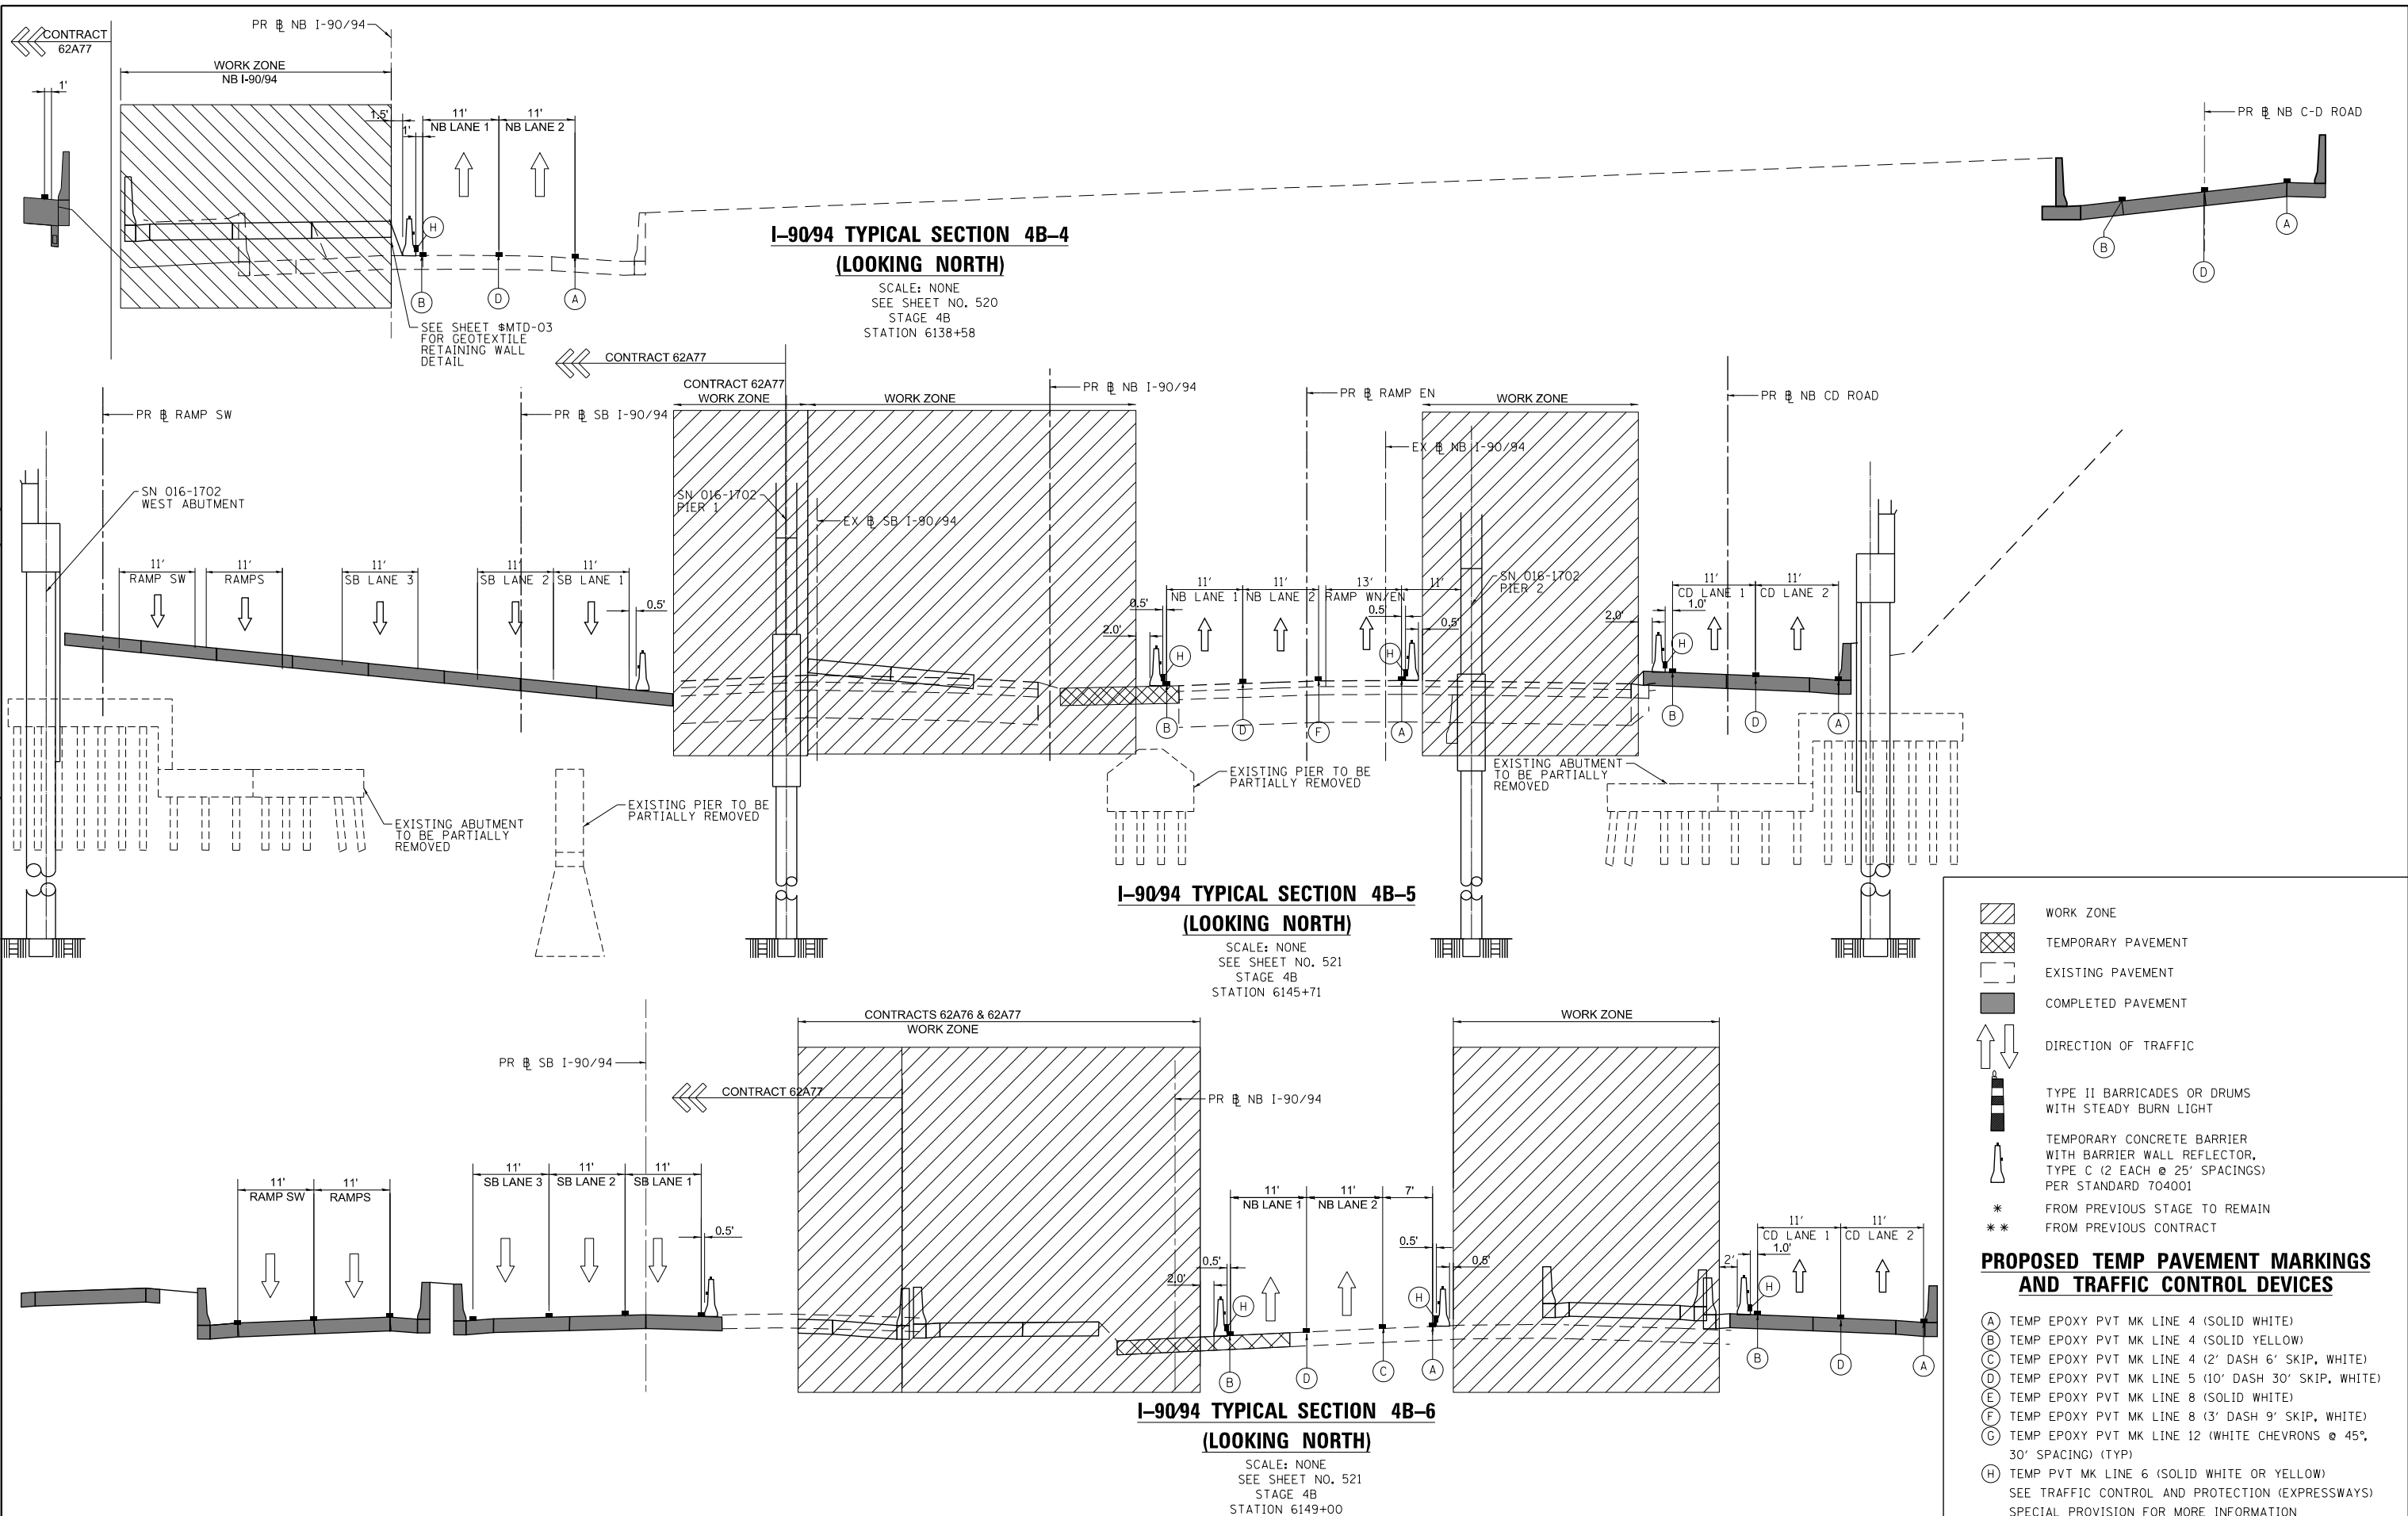 CONTRACT
62A77
PR ℄ NB I-90/94
WORK ZONE
NB I-90/94
1'
1.5'
1'
11'
NB LANE 1
11'
NB LANE 2
H
B
D
A
SEE SHEET $MTD-03
FOR GEOTEXTILE
RETAINING WALL
DETAIL
I-90/94 TYPICAL SECTION 4B-4
(LOOKING NORTH)
SCALE: NONE
SEE SHEET NO. 520
STAGE 4B
STATION 6138+58
PR ℄ NB C-D ROAD
B
D
A
CONTRACT 62A77
CONTRACT 62A77
WORK ZONE
WORK ZONE
PR ℄ NB I-90/94
PR ℄ RAMP EN
WORK ZONE
PR ℄ NB CD ROAD
PR ℄ RAMP SW
PR ℄ SB I-90/94
EX ℄ NB I-90/94
SN 016-1702
WEST ABUTMENT
SN 016-1702
PIER 1
EX ℄ SB I-90/94
SN 016-1702
PIER 2
11'
RAMP SW
11'
RAMPS
11'
SB LANE 3
11'
SB LANE 2
11'
SB LANE 1
0.5'
2.0'
0.5'
11'
NB LANE 1
11'
NB LANE 2
13'
RAMP WN/EN
11'
0.5'
0.5'
2.0'
1.0'
11'
CD LANE 1
11'
CD LANE 2
H
H
H
B
D
F
A
B
D
A
EXISTING ABUTMENT
TO BE PARTIALLY
REMOVED
EXISTING PIER TO BE
PARTIALLY REMOVED
EXISTING PIER TO BE
PARTIALLY REMOVED
EXISTING ABUTMENT
TO BE PARTIALLY
REMOVED
I-90/94 TYPICAL SECTION 4B-5
(LOOKING NORTH)
SCALE: NONE
SEE SHEET NO. 521
STAGE 4B
STATION 6145+71
CONTRACTS 62A76 & 62A77
WORK ZONE
WORK ZONE
PR ℄ SB I-90/94
CONTRACT 62A77
PR ℄ NB I-90/94
11'
RAMP SW
11'
RAMPS
11'
SB LANE 3
11'
SB LANE 2
11'
SB LANE 1
0.5'
2.0'
0.5'
11'
NB LANE 1
11'
NB LANE 2
7'
0.5'
0.5'
2'
1.0'
11'
CD LANE 1
11'
CD LANE 2
H
H
H
B
D
C
A
B
D
A
I-90/94 TYPICAL SECTION 4B-6
(LOOKING NORTH)
SCALE: NONE
SEE SHEET NO. 521
STAGE 4B
STATION 6149+00
WORK ZONE
TEMPORARY PAVEMENT
EXISTING PAVEMENT
COMPLETED PAVEMENT
DIRECTION OF TRAFFIC
TYPE II BARRICADES OR DRUMS
WITH STEADY BURN LIGHT
TEMPORARY CONCRETE BARRIER
WITH BARRIER WALL REFLECTOR,
TYPE C (2 EACH @ 25' SPACINGS)
PER STANDARD 704001
* FROM PREVIOUS STAGE TO REMAIN
** FROM PREVIOUS CONTRACT
PROPOSED TEMP PAVEMENT MARKINGS
AND TRAFFIC CONTROL DEVICES
A TEMP EPOXY PVT MK LINE 4 (SOLID WHITE)
B TEMP EPOXY PVT MK LINE 4 (SOLID YELLOW)
C TEMP EPOXY PVT MK LINE 4 (2' DASH 6' SKIP, WHITE)
D TEMP EPOXY PVT MK LINE 5 (10' DASH 30' SKIP, WHITE)
E TEMP EPOXY PVT MK LINE 8 (SOLID WHITE)
F TEMP EPOXY PVT MK LINE 8 (3' DASH 9' SKIP, WHITE)
G TEMP EPOXY PVT MK LINE 12 (WHITE CHEVRONS @ 45°,
30' SPACING) (TYP)
H TEMP PVT MK LINE 6 (SOLID WHITE OR YELLOW)
SEE TRAFFIC CONTROL AND PROTECTION (EXPRESSWAYS)
SPECIAL PROVISION FOR MORE INFORMATION